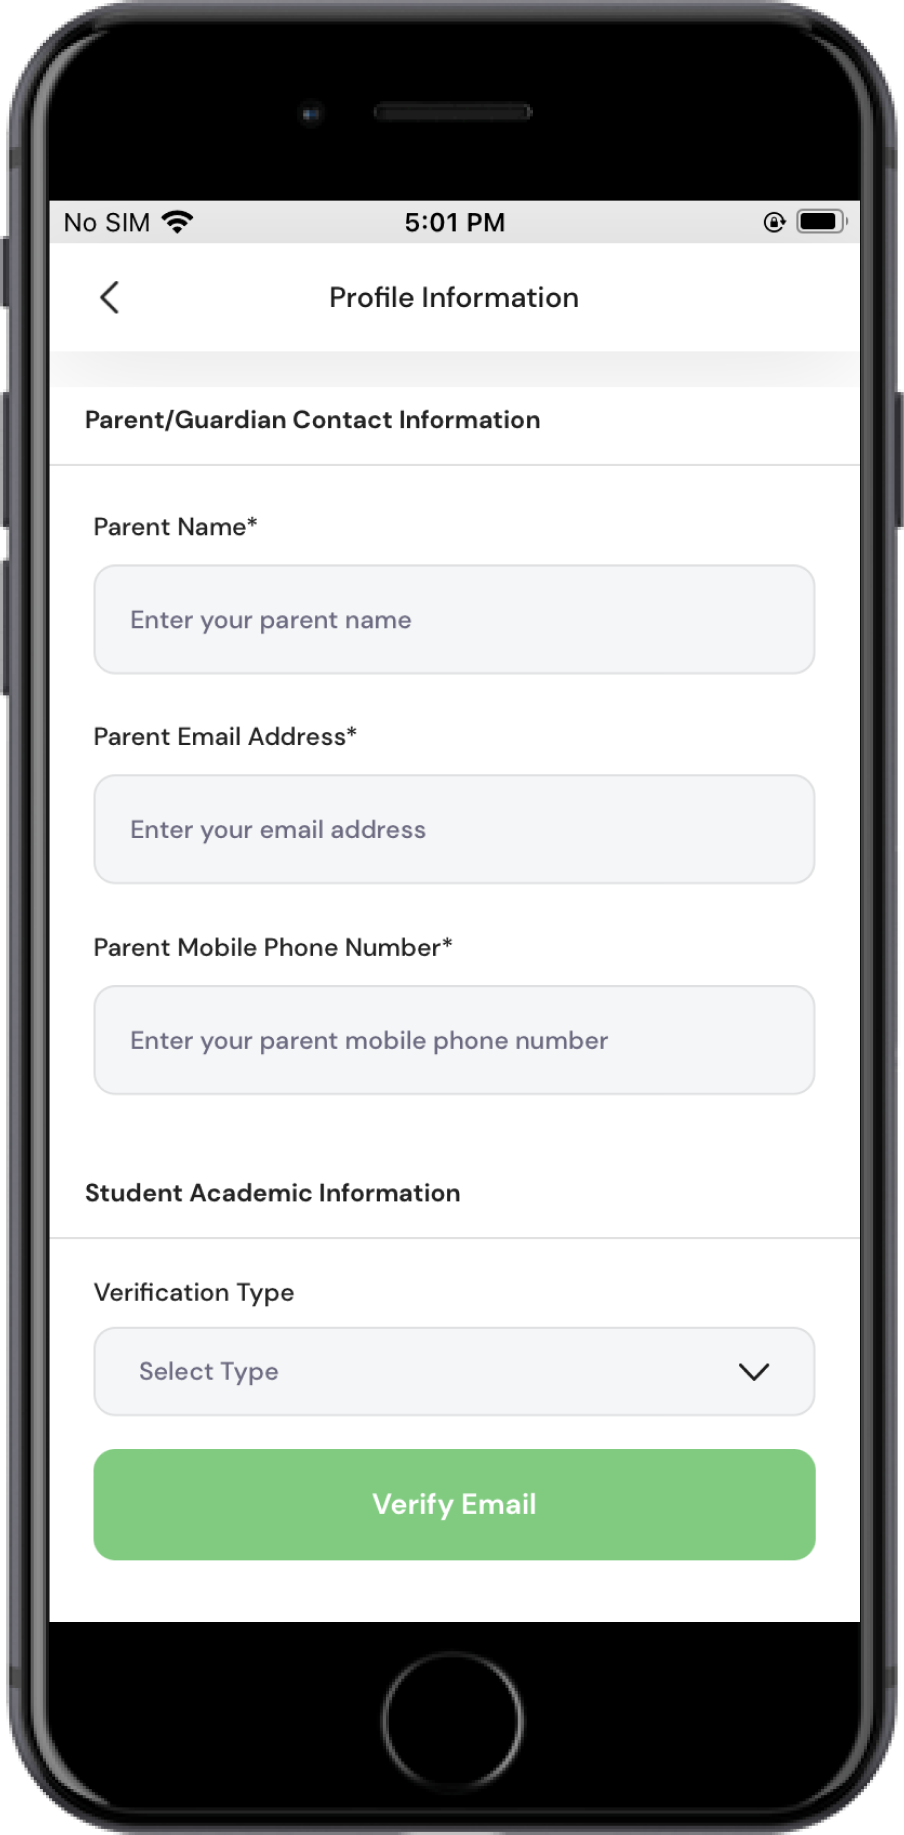 No SIM 5:01 PM
Profile Information
Parent/Guardian Contact Information
Parent Name*
Enter your parent name
Parent Email Address*
Enter your email address
Parent Mobile Phone Number*
Enter your parent mobile phone number
Student Academic Information
Verification Type
Select Type
Verify Email